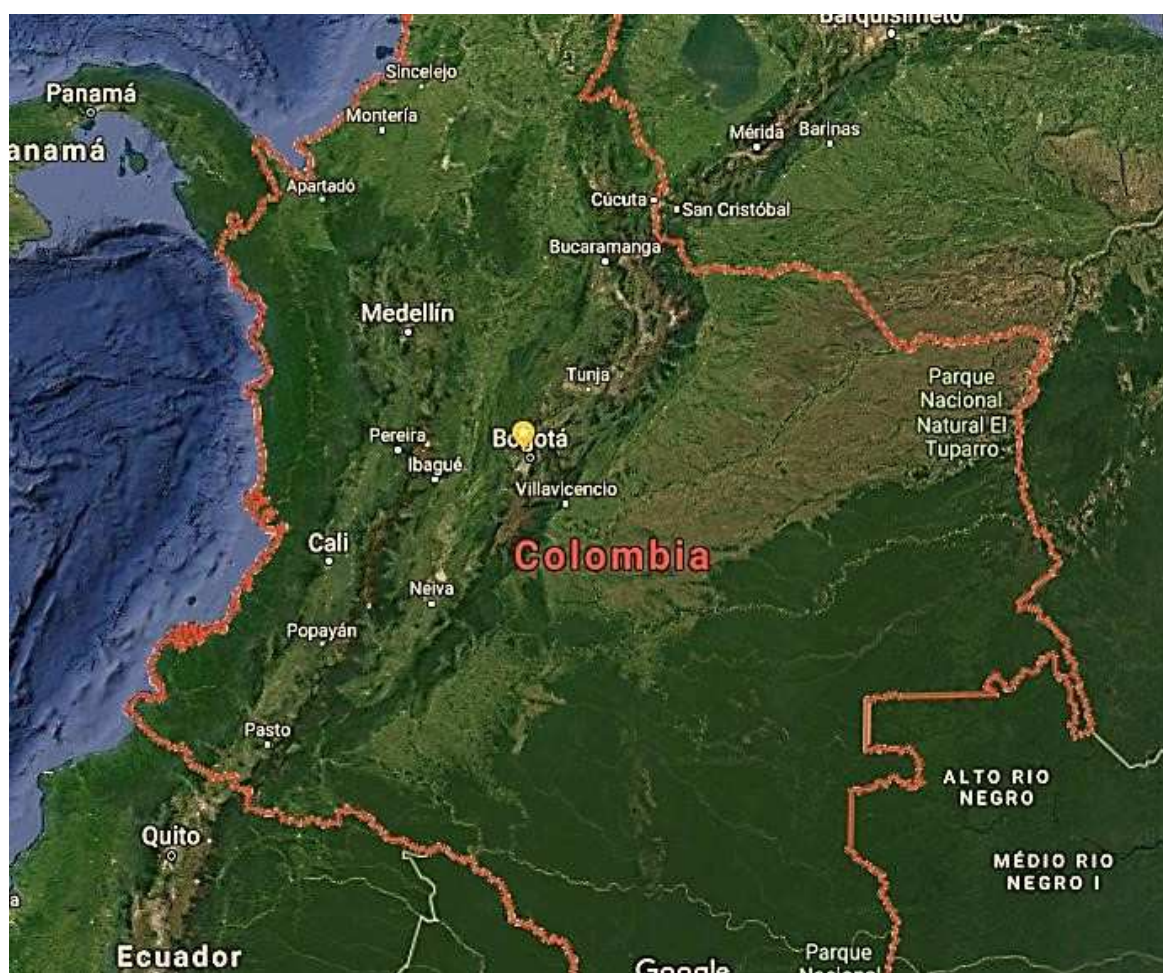 Barquisimeto
Sincelejo
Panamá
Montería
Mérida
Barinas
anamá
Apartadó
Cúcuta
San Cristóbal
Bucaramanga
Medellín
Parque
Nacional
Natural El
Tuparro
Tunja
Pereira
Bogotá
Ibagué
Villavicencio
Cali
Colombia
Neiva
Popayán
Pasto
ALTO RIO
NEGRO
Quito
MÉDIO RIO
NEGRO I
a
Ecuador
Parque
Nacional
Google